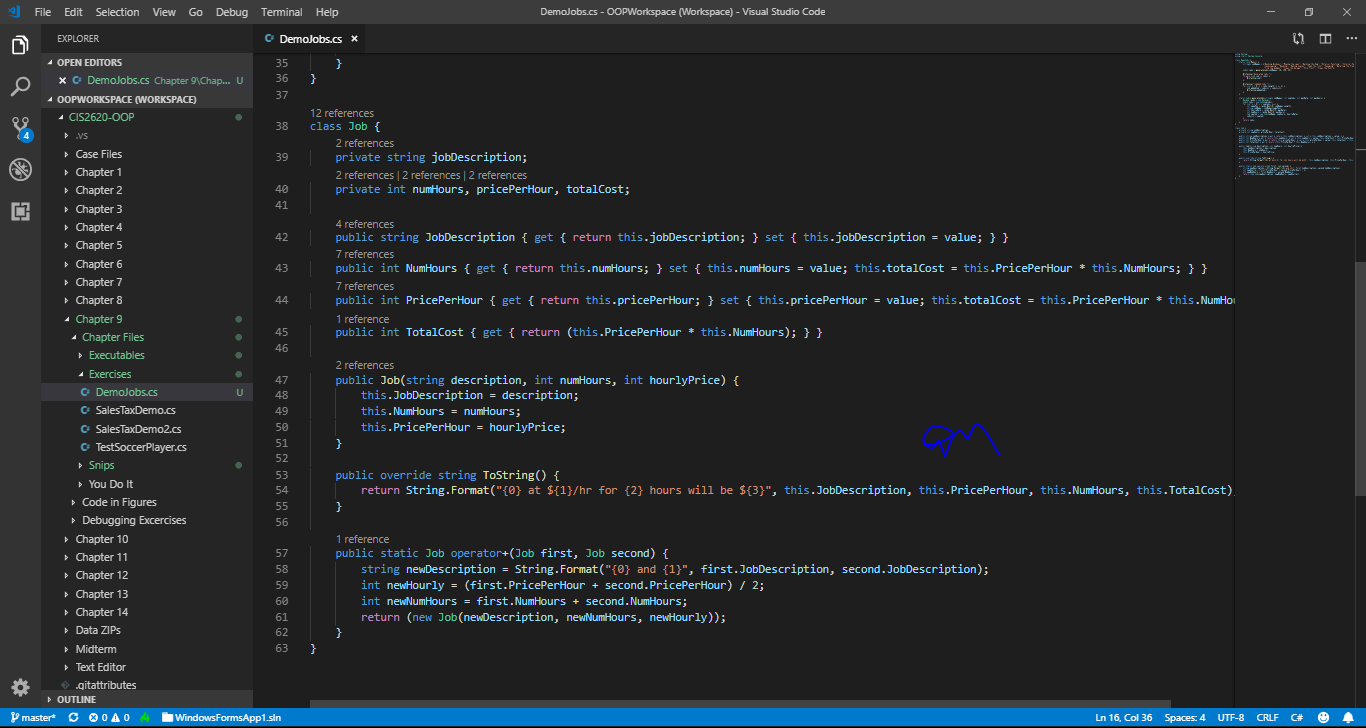 File Edit Selection View Go Debug Terminal Help
DemoJobs.cs - OOPWorkspace (Workspace) - Visual Studio Code
EXPLORER
OPEN EDITORS
DemoJobs.cs Chapter 9\Chap... U
OOPWORKSPACE (WORKSPACE)
CIS2620-OOP
.vs
Case Files
Chapter 1
Chapter 2
Chapter 3
Chapter 4
Chapter 5
Chapter 6
Chapter 7
Chapter 8
Chapter 9
Chapter Files
Executables
Exercises
DemoJobs.cs U
SalesTaxDemo.cs
SalesTaxDemo2.cs
TestSoccerPlayer.cs
Snips
You Do It
Code in Figures
Debugging Excercises
Chapter 10
Chapter 11
Chapter 12
Chapter 13
Chapter 14
Data ZIPs
Midterm
Text Editor
.gitattributes
OUTLINE
4
DemoJobs.cs
35 }
36 }
37
12 references
38 class Job {
2 references
39 private string jobDescription;
2 references | 2 references | 2 references
40 private int numHours, pricePerHour, totalCost;
41
4 references
42 public string JobDescription { get { return this.jobDescription; } set { this.jobDescription = value; } }
7 references
43 public int NumHours { get { return this.numHours; } set { this.numHours = value; this.totalCost = this.PricePerHour * this.NumHours; } }
7 references
44 public int PricePerHour { get { return this.pricePerHour; } set { this.pricePerHour = value; this.totalCost = this.PricePerHour * this.NumHou
1 reference
45 public int TotalCost { get { return (this.PricePerHour * this.NumHours); } }
46
2 references
47 public Job(string description, int numHours, int hourlyPrice) {
48 this.JobDescription = description;
49 this.NumHours = numHours;
50 this.PricePerHour = hourlyPrice;
51 }
52
53 public override string ToString() {
54 return String.Format("{0} at ${1}/hr for {2} hours will be ${3}", this.JobDescription, this.PricePerHour, this.NumHours, this.TotalCost)
55 }
56
1 reference
57 public static Job operator+(Job first, Job second) {
58 string newDescription = String.Format("{0} and {1}", first.JobDescription, second.JobDescription);
59 int newHourly = (first.PricePerHour + second.PricePerHour) / 2;
60 int newNumHours = first.NumHours + second.NumHours;
61 return (new Job(newDescription, newNumHours, newHourly));
62 }
63 }
master* 0 0 WindowsFormsApp1.sln
Ln 16, Col 36 Spaces: 4 UTF-8 CRLF C#